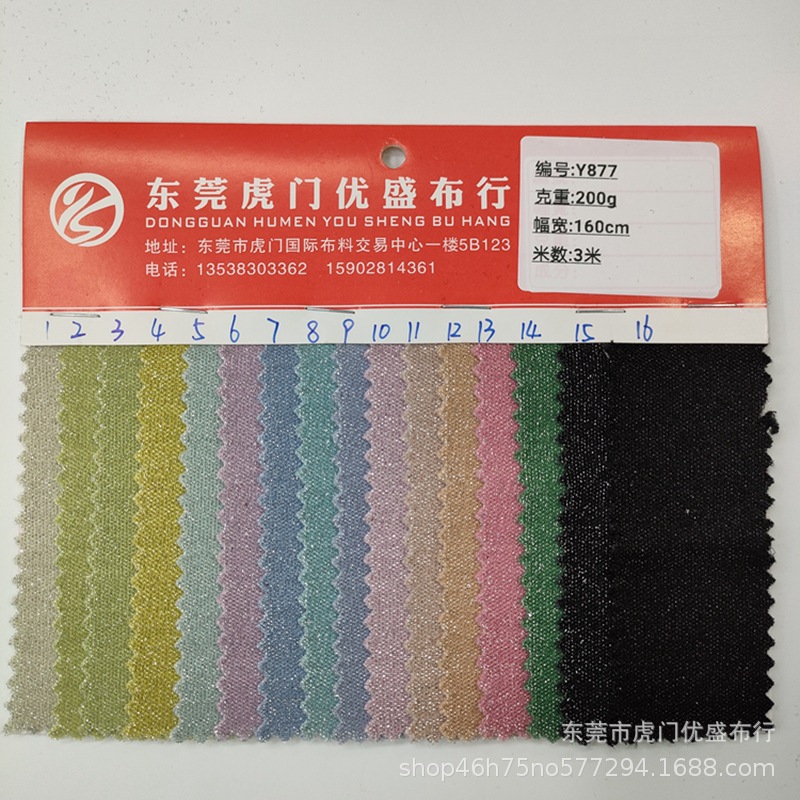 东莞虎门优盛布行
DONGGUAN HUMEN YOU SHENG BU HANG
地址：东莞市虎门国际布料交易中心一楼5B123
电话：13538303362 15902814361
编号:Y877
克重:200g
幅宽:160cm
米数:3米
1 2 3 4 5 6 7 8 9 10 11 12 13 14 15 16
东莞市虎门优盛布行
shop46h75no577294.1688.com